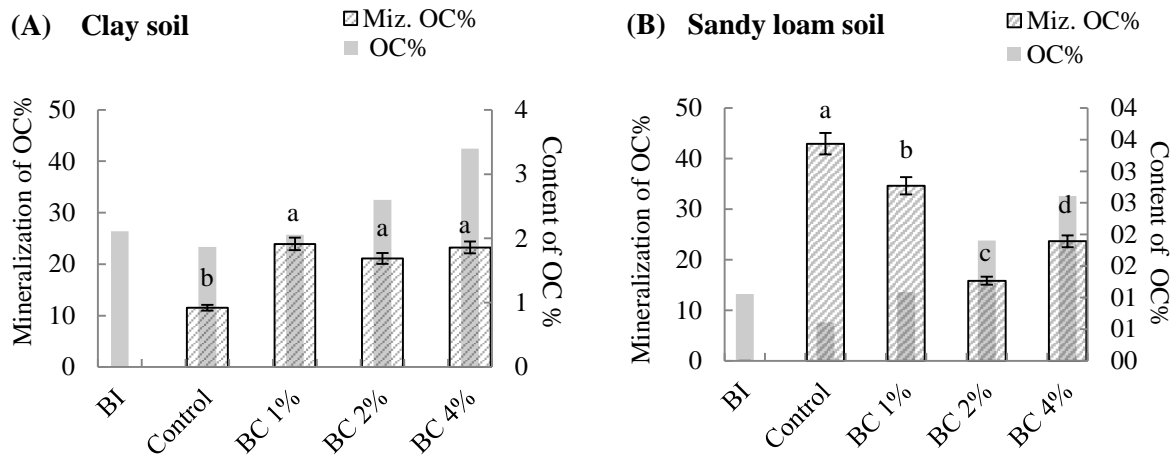 (A) Clay soil
Miz. OC%
OC%
Mineralization of OC%
50
40
30
20
10
0
b
a
a
a
4
3
2
1
0
Content of OC %
BI
Control
BC 1%
BC 2%
BC 4%
(B) Sandy loam soil
Miz. OC%
OC%
Mineralization of OC%
50
40
30
20
10
0
a
b
c
d
04
04
03
03
02
02
01
01
00
Content of OC%
BI
Control
BC 1%
BC 2%
BC 4%